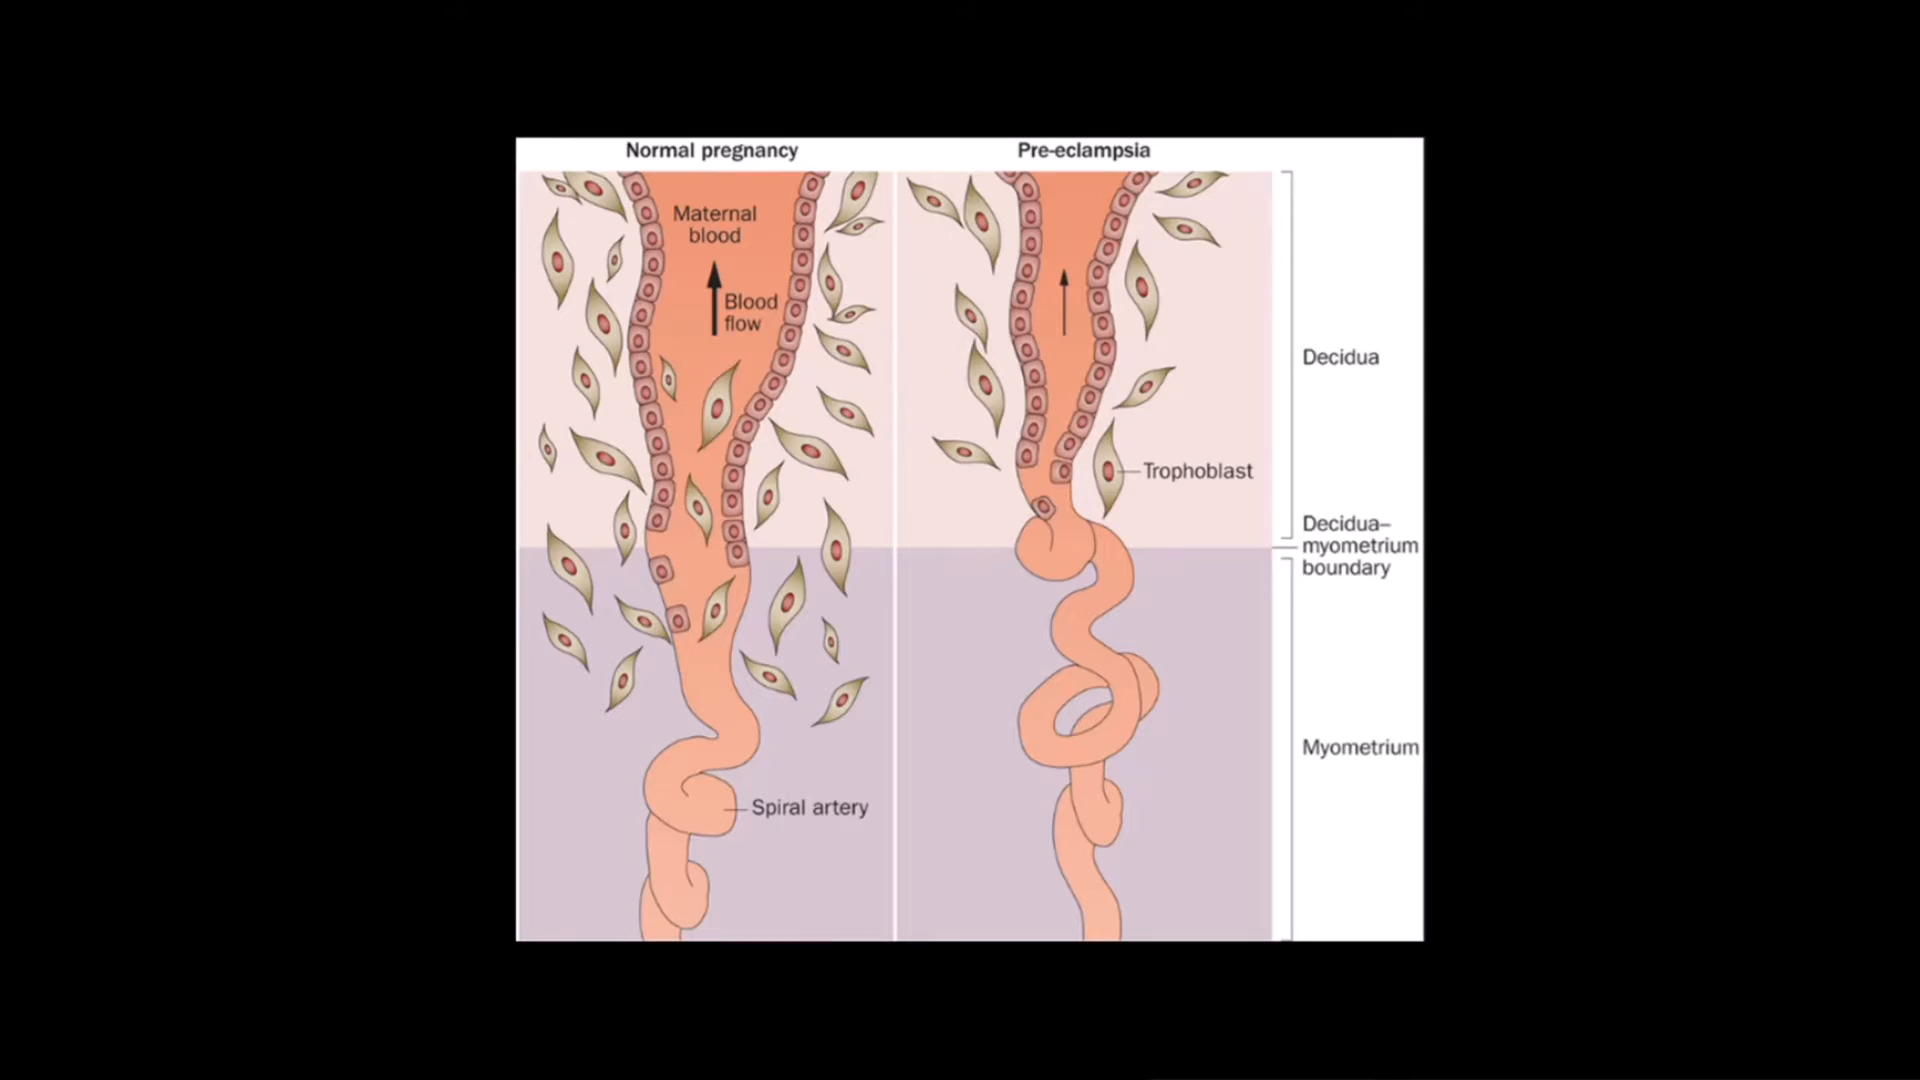 Normal pregnancy
Pre-eclampsia
Maternal
blood
Blood
flow
Decidua
Trophoblast
Decidua–
myometrium
boundary
Myometrium
Spiral artery